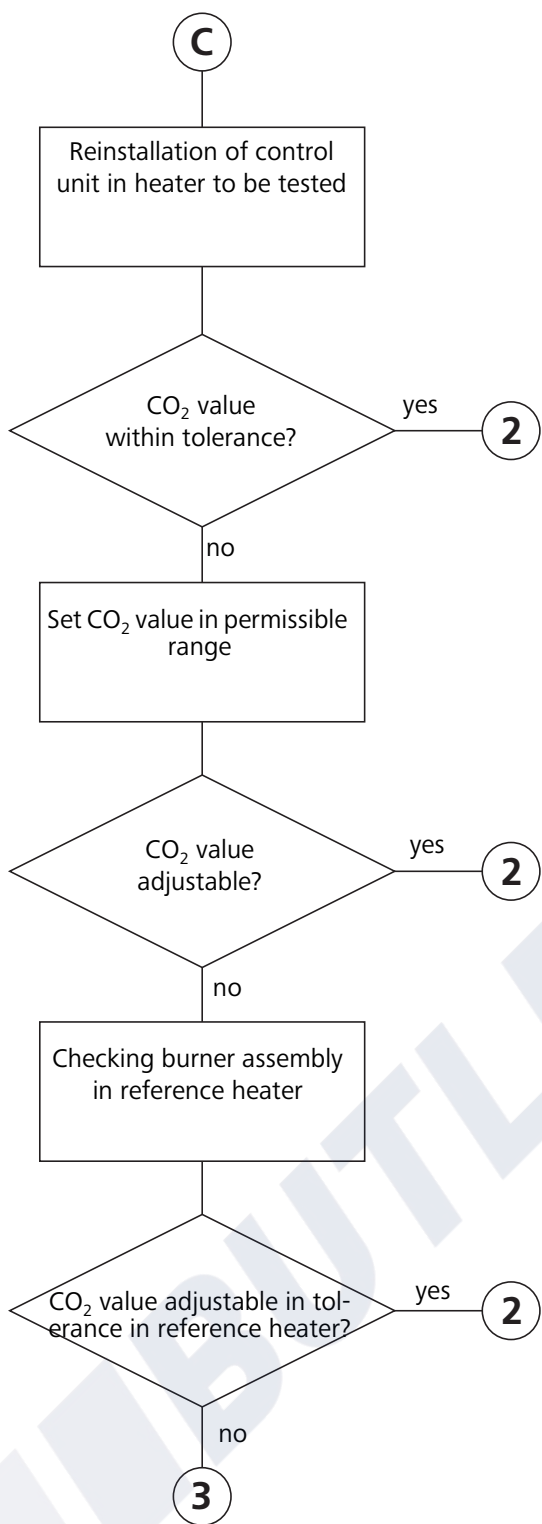 C
Reinstallation of control
unit in heater to be tested
CO₂ value
within tolerance?
yes
2
no
Set CO₂ value in permissible
range
CO₂ value
adjustable?
yes
2
no
Checking burner assembly
in reference heater
CO₂ value adjustable in tol-
erance in reference heater?
yes
2
no
3
BUTL